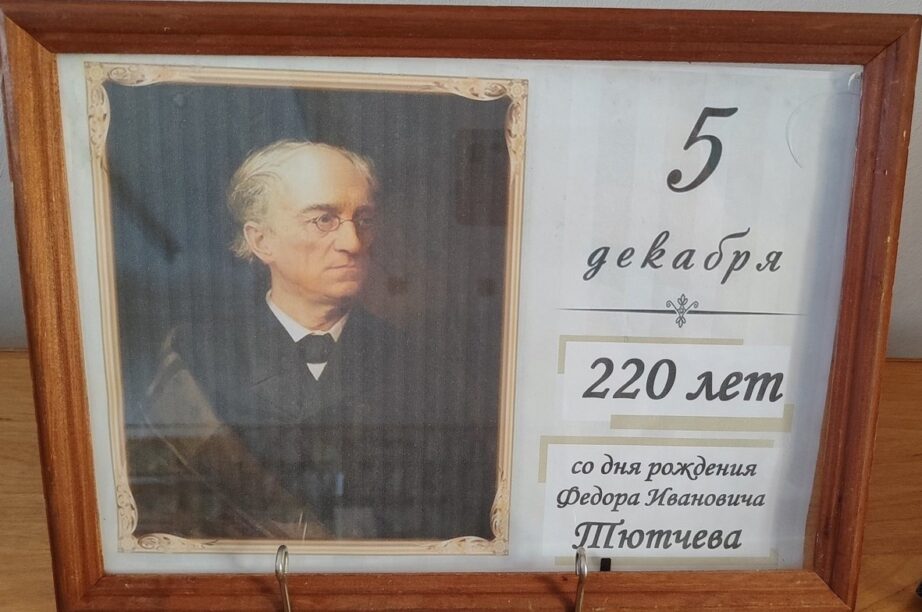 5
декабря
220 лет
со дня рождения
Федора Ивановича
Тютчева